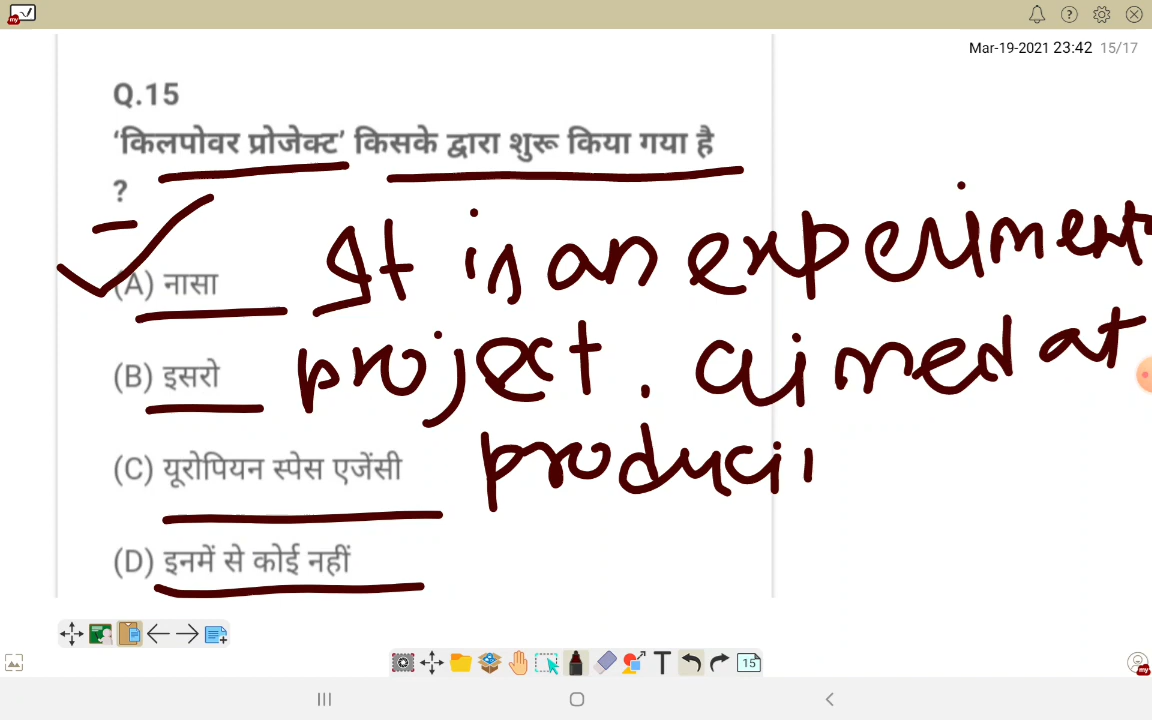 Mar-19-2021 23:42 15/17
Q.15
‘किलपोवर प्रोजेक्ट’ किसके द्वारा शुरू किया गया है
?
(A) नासा
It is an experiment
project. aimed at
(B) इसरो
produci
(C) यूरोपियन स्पेस एजेंसी
(D) इनमें से कोई नहीं
15